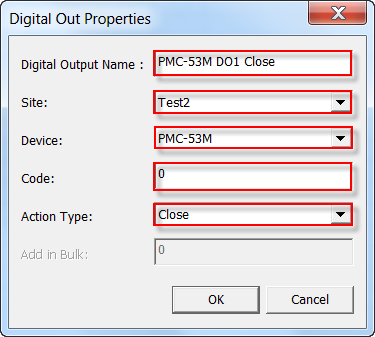 Digital Out Properties
Digital Output Name : PMC-53M DO1 Close
Site: Test2
Device: PMC-53M
Code: 0
Action Type: Close
Add in Bulk: 0
OK Cancel